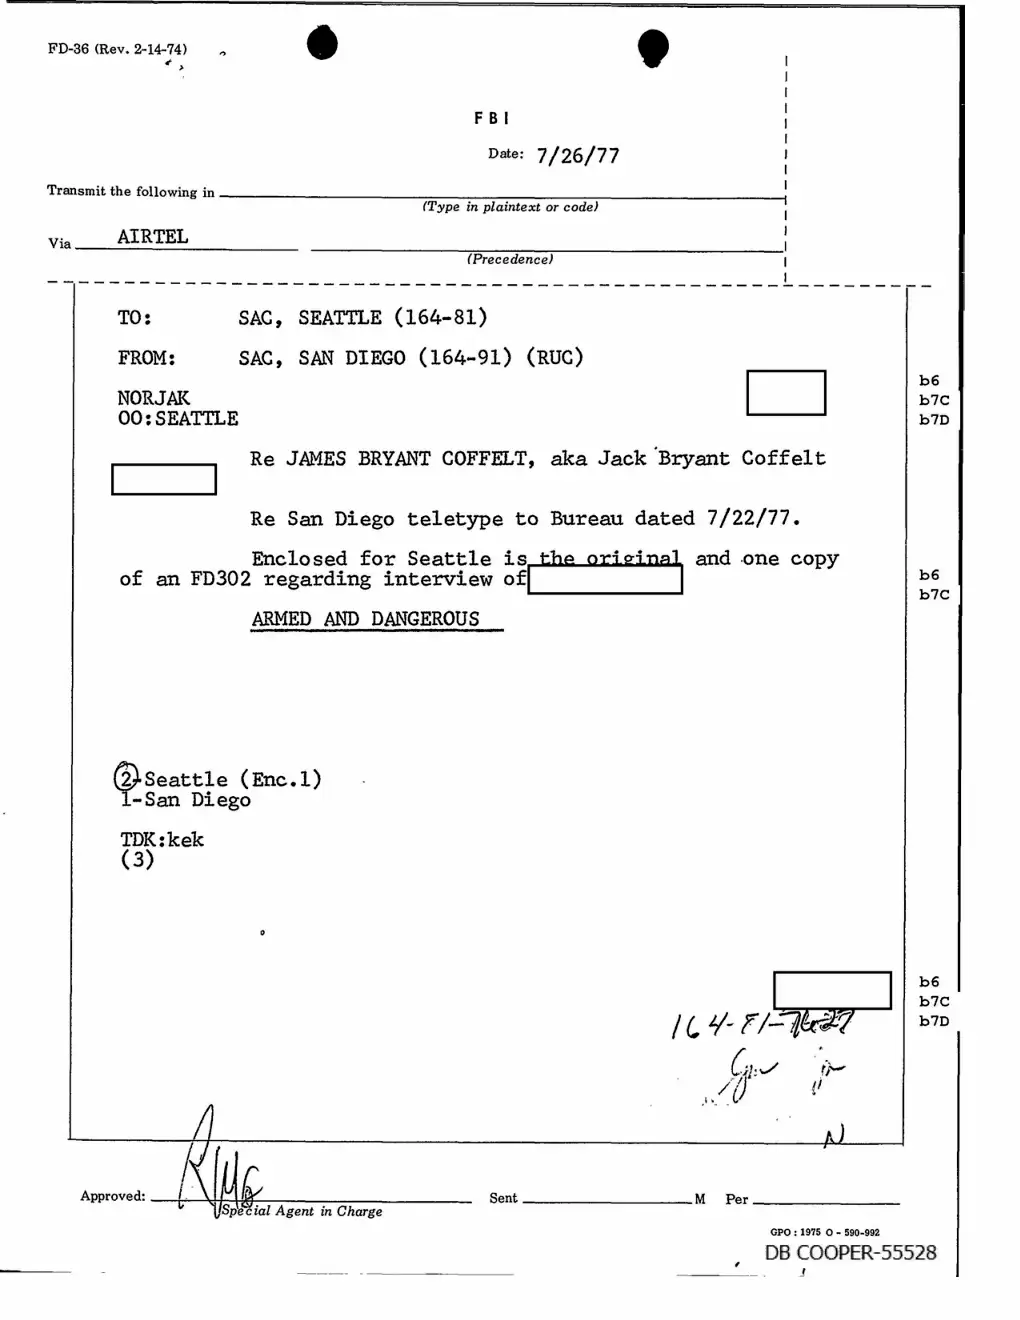 FD-36 (Rev. 2-14-74)
FBI
Date: 7/26/77
Transmit the following in
(Type in plaintext or code)
Via AIRTEL
(Precedence)
TO: SAC, SEATTLE (164-81)
FROM: SAC, SAN DIEGO (164-91) (RUC)
b6
b7C
b7D
NORJAK
OO:SEATTLE
Re JAMES BRYANT COFFELT, aka Jack Bryant Coffelt
Re San Diego teletype to Bureau dated 7/22/77.
Enclosed for Seattle is the original and one copy
of an FD302 regarding interview of
b6
b7C
ARMED AND DANGEROUS
2-Seattle (Enc.1)
1-San Diego
TDK:kek
(3)
b6
b7C
b7D
164-81-
N
Approved:
Special Agent in Charge
Sent M Per
GPO : 1975 O - 590-992
DB COOPER-55528